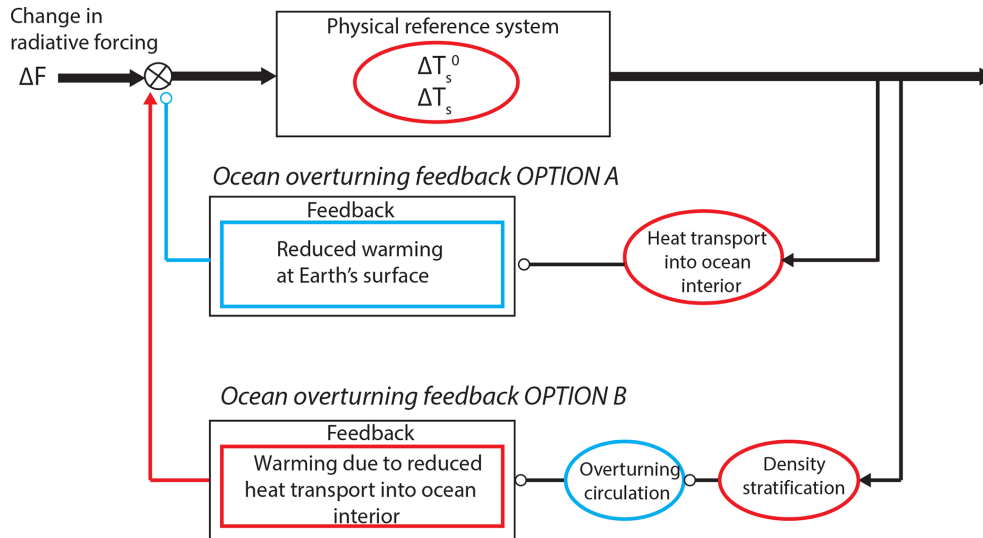 Change in
radiative forcing
ΔF
Physical reference system
ΔTₛ⁰
ΔTₛ
Ocean overturning feedback OPTION A
Feedback
Reduced warming
at Earth's surface
Heat transport
into ocean
interior
Ocean overturning feedback OPTION B
Feedback
Warming due to reduced
heat transport into ocean
interior
Overturning
circulation
Density
stratification